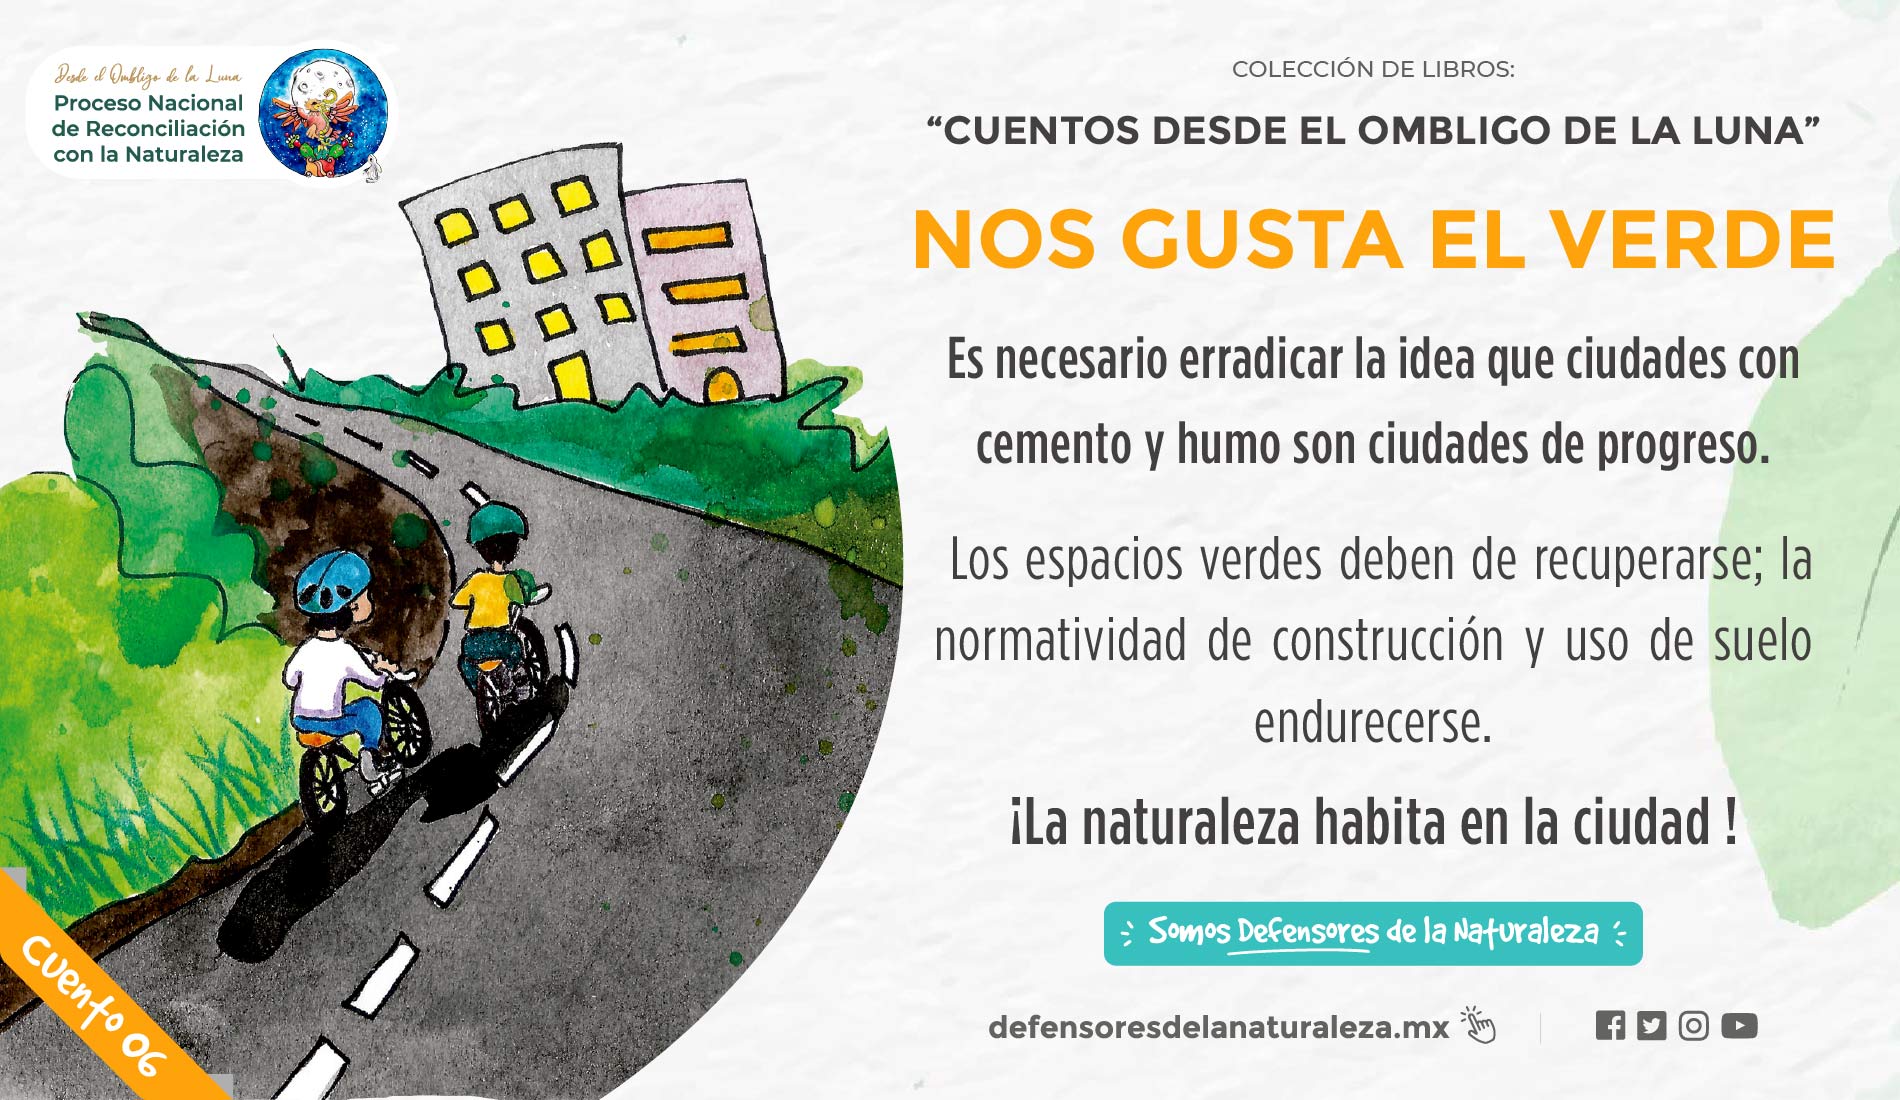 Desde el Ombligo de la Luna
Proceso Nacional
de Reconciliación
con la Naturaleza
COLECCIÓN DE LIBROS:
“CUENTOS DESDE EL OMBLIGO DE LA LUNA”
NOS GUSTA EL VERDE
Es necesario erradicar la idea que ciudades con
cemento y humo son ciudades de progreso.
Los espacios verdes deben de recuperarse; la
normatividad de construcción y uso de suelo
endurecerse.
¡La naturaleza habita en la ciudad !
Somos Defensores de la Naturaleza
defensoresdelanaturaleza.mx
Cuento 06